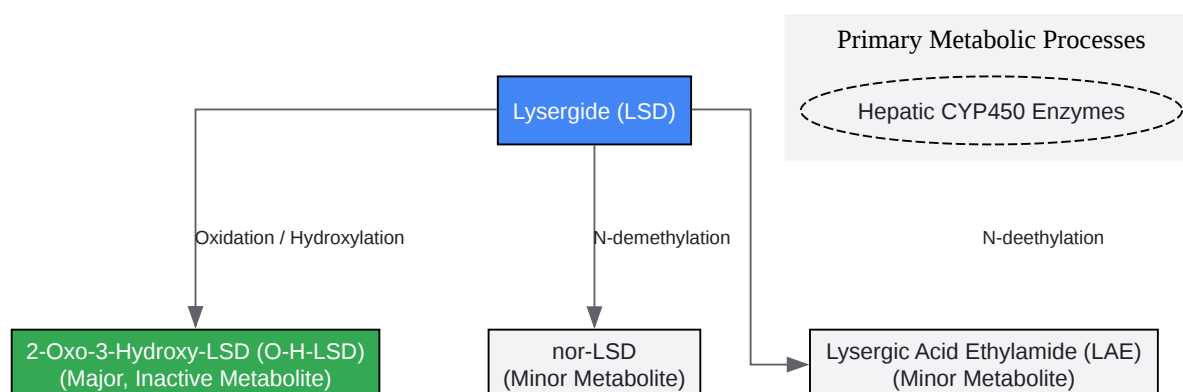 Primary Metabolic Processes
Hepatic CYP450 Enzymes
Lysergide (LSD)
Oxidation / Hydroxylation
N-demethylation
N-deethylation
2-Oxo-3-Hydroxy-LSD (O-H-LSD)
(Major, Inactive Metabolite)
nor-LSD
(Minor Metabolite)
Lysergic Acid Ethylamide (LAE)
(Minor Metabolite)